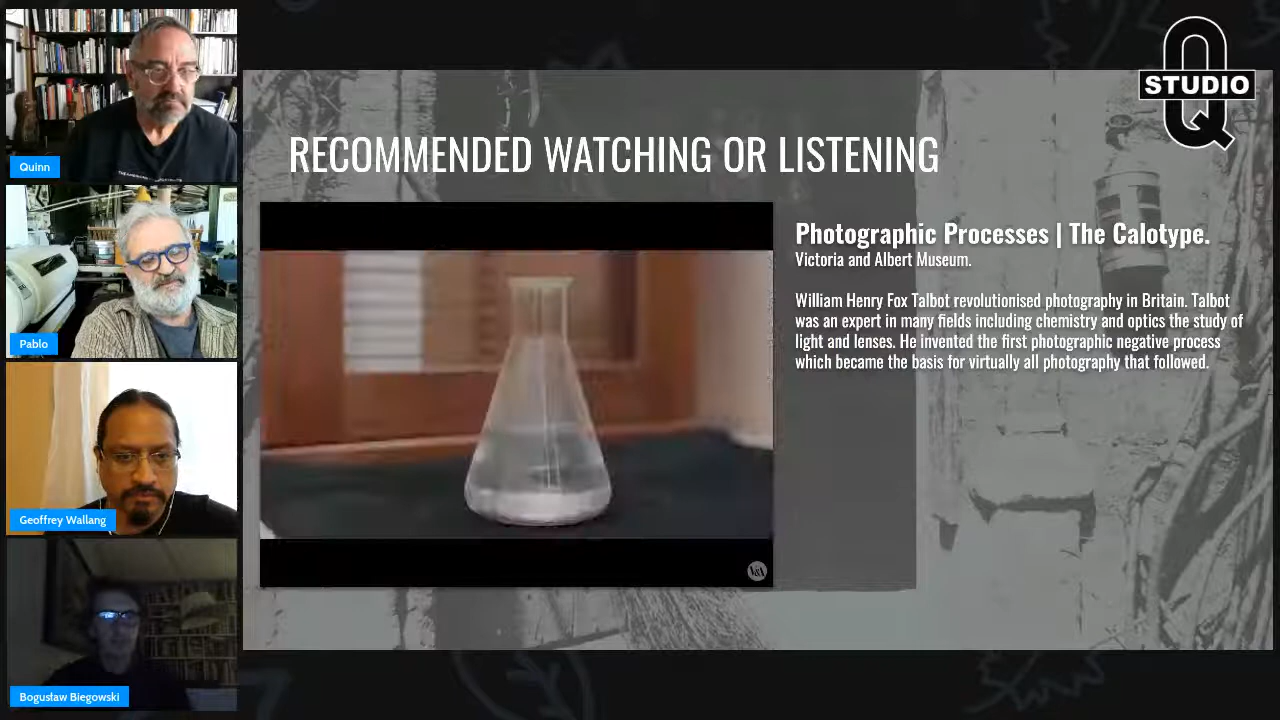 Quinn
Pablo
Geoffrey Wallang
Bogusław Biegowski
STUDIO
Q
RECOMMENDED WATCHING OR LISTENING
Photographic Processes | The Calotype.
Victoria and Albert Museum.
William Henry Fox Talbot revolutionised photography in Britain. Talbot
was an expert in many fields including chemistry and optics the study of
light and lenses. He invented the first photographic negative process
which became the basis for virtually all photography that followed.
V&A